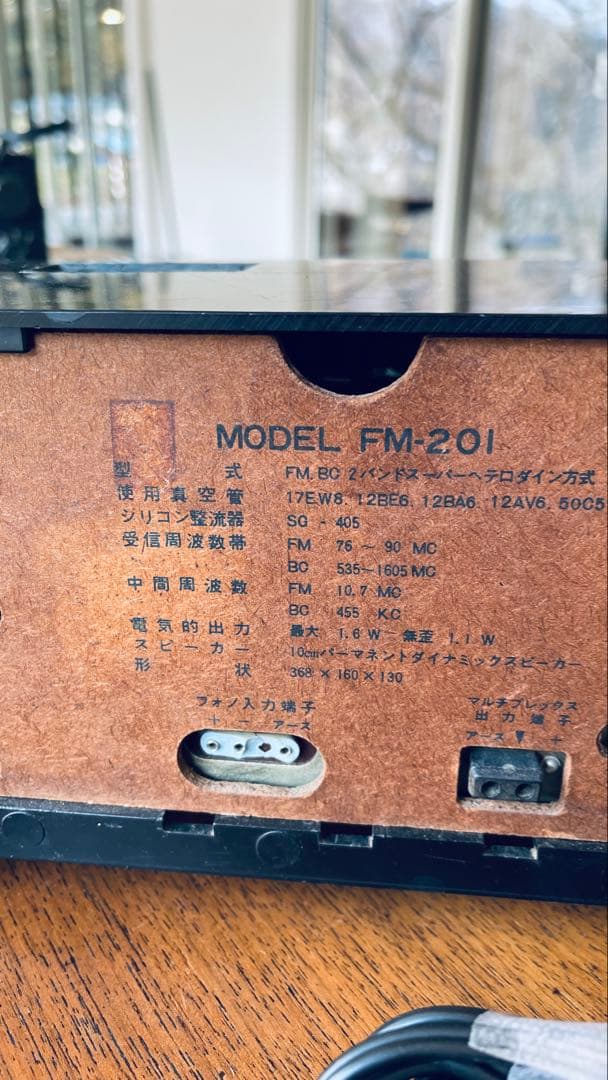 MODEL FM-201
型 式 FM, BC 2バンドスーパーヘテロダイン方式
使用真空管 17EW8, 12BE6, 12BA6, 12AV6, 50C5
シリコン整流器 SG - 405
受信周波数帯 FM 76 ~ 90 MC
BC 535~1605 MC
中間周波数 FM 10.7 MC
BC 455 KC
電気的出力 最大 1.6 W 無歪 1.1 W
スピーカー 10cmパーマネントダイナミックスピーカー
形 状 368 × 160 × 130
フォノ入力端子
+ - アース
マルチプレックス
出力端子
アース ▼ +